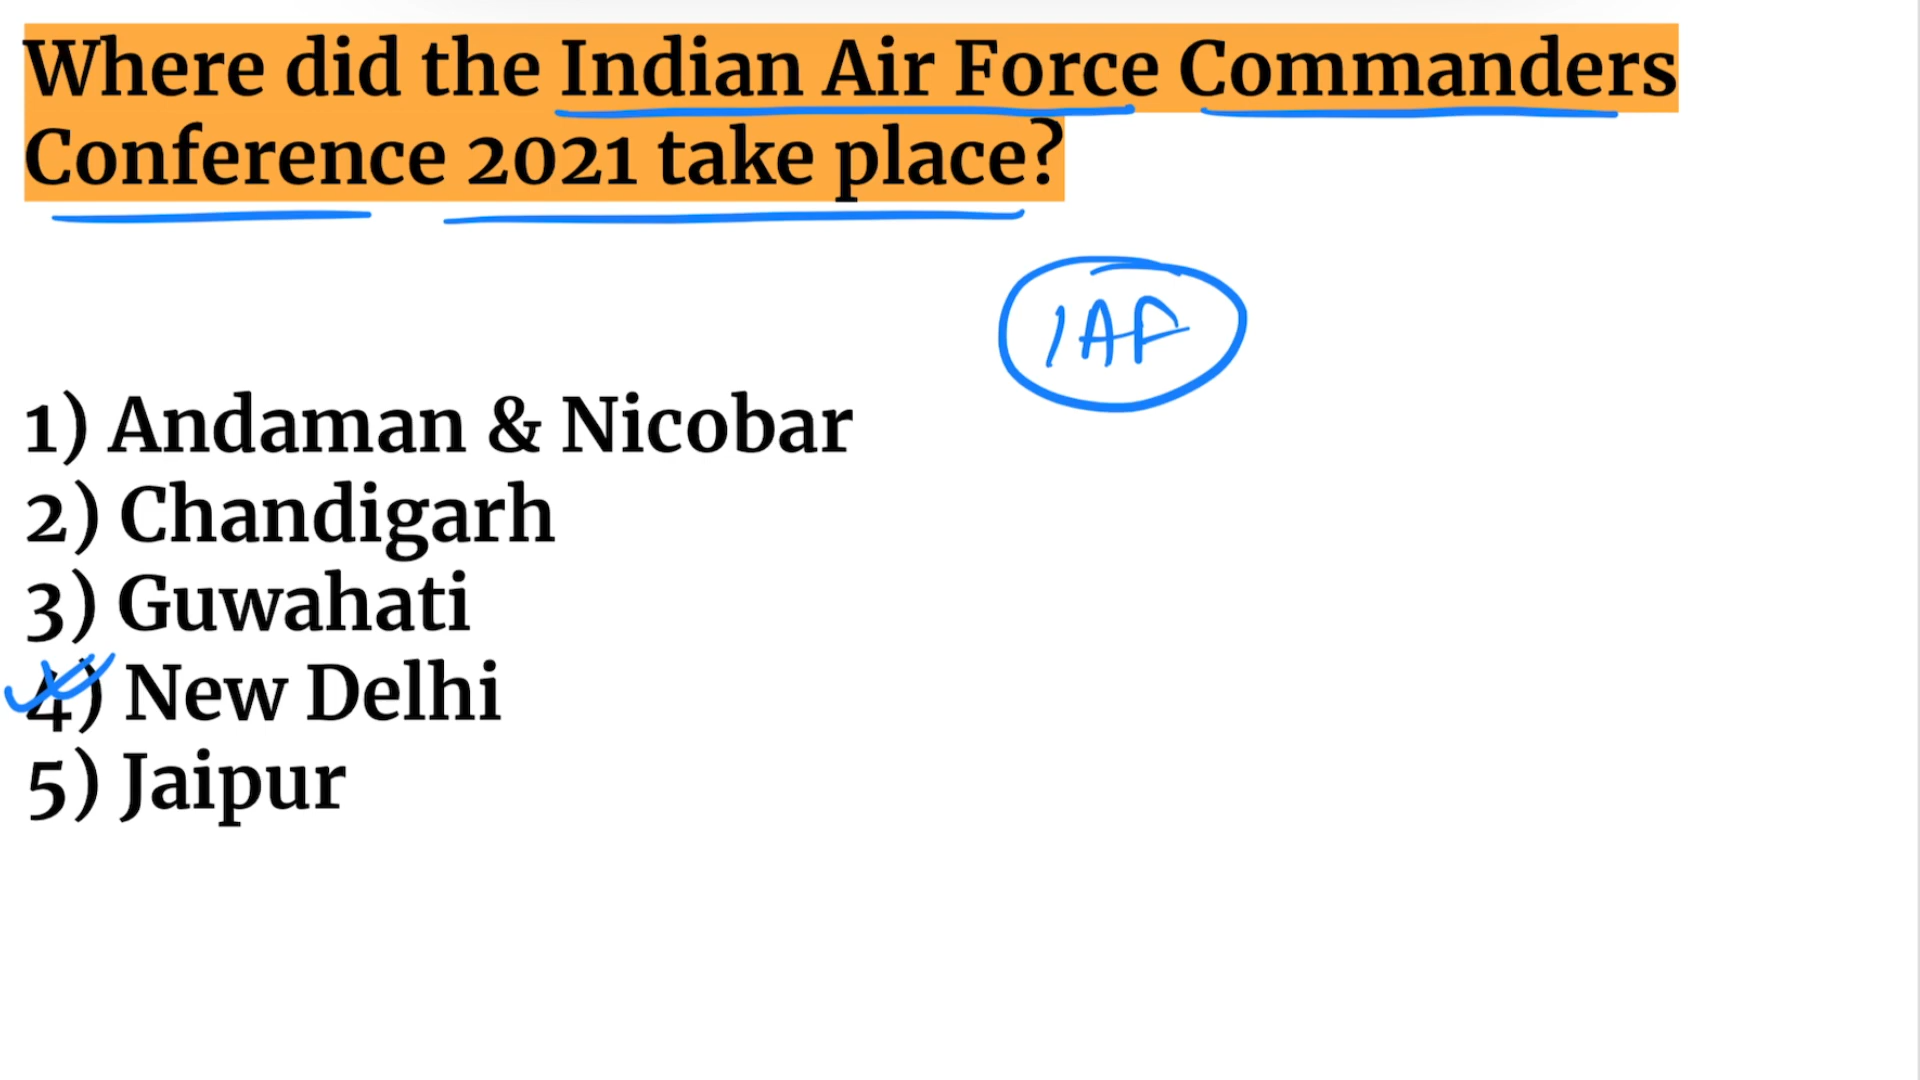 Where did the Indian Air Force Commanders
Conference 2021 take place?
IAF
1) Andaman & Nicobar
2) Chandigarh
3) Guwahati
4) New Delhi
5) Jaipur